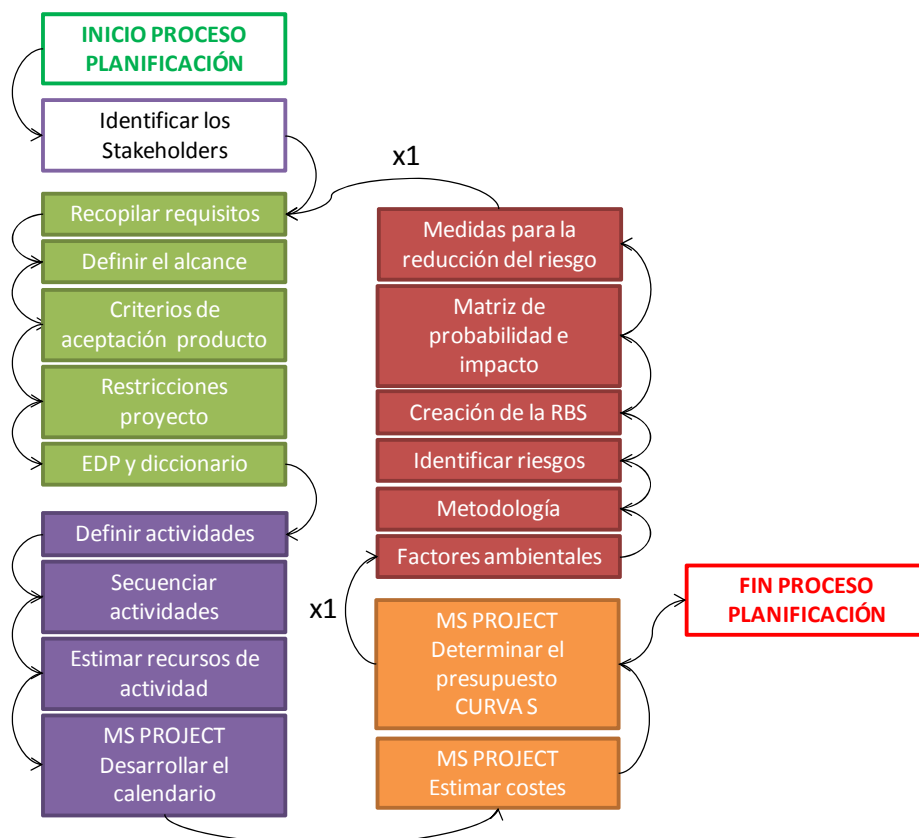 INICIO PROCESO
PLANIFICACIÓN
Identificar los
Stakeholders
x1
Recopilar requisitos
Definir el alcance
Criterios de
aceptación producto
Restricciones
proyecto
EDP y diccionario
Definir actividades
Secuenciar
actividades
Estimar recursos de
actividad
MS PROJECT
Desarrollar el
calendario
Medidas para la
reducción del riesgo
Matriz de
probabilidad e
impacto
Creación de la RBS
Identificar riesgos
Metodología
Factores ambientales
x1
MS PROJECT
Determinar el
presupuesto
CURVA S
MS PROJECT
Estimar costes
FIN PROCESO
PLANIFICACIÓN